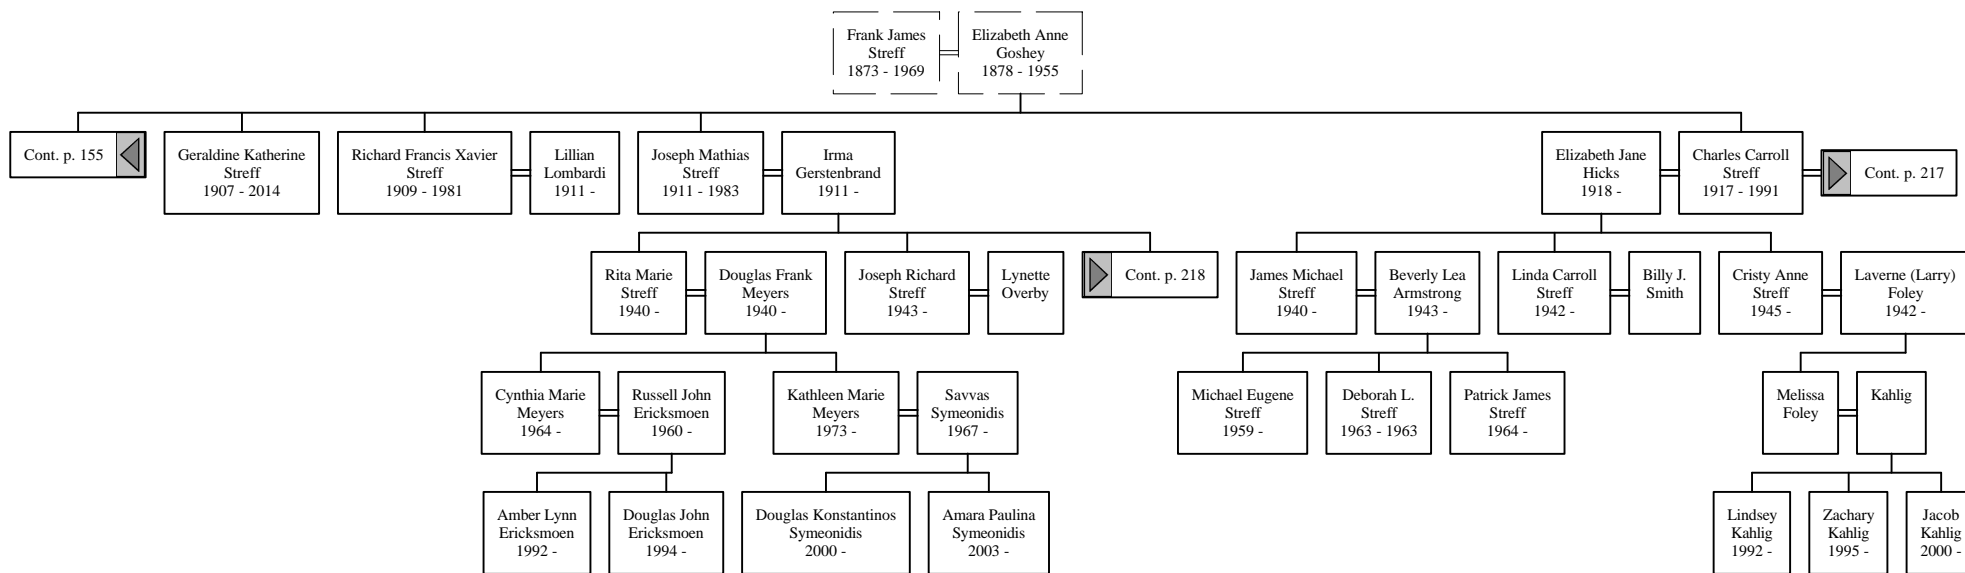 Frank James
Streff
1873 - 1969
Elizabeth Anne
Goshey
1878 - 1955
Cont. p. 155
Geraldine Katherine
Streff
1907 - 2014
Richard Francis Xavier
Streff
1909 - 1981
Lillian
Lombardi
1911 -
Joseph Mathias
Streff
1911 - 1983
Irma
Gerstenbrand
1911 -
Elizabeth Jane
Hicks
1918 -
Charles Carroll
Streff
1917 - 1991
Cont. p. 217
Rita Marie
Streff
1940 -
Douglas Frank
Meyers
1940 -
Joseph Richard
Streff
1943 -
Lynette
Overby
Cont. p. 218
James Michael
Streff
1940 -
Beverly Lea
Armstrong
1943 -
Linda Carroll
Streff
1942 -
Billy J.
Smith
Cristy Anne
Streff
1945 -
Laverne (Larry)
Foley
1942 -
Cynthia Marie
Meyers
1964 -
Russell John
Ericksmoen
1960 -
Kathleen Marie
Meyers
1973 -
Savvas
Symeonidis
1967 -
Michael Eugene
Streff
1959 -
Deborah L.
Streff
1963 - 1963
Patrick James
Streff
1964 -
Melissa
Foley
Kahlig
Amber Lynn
Ericksmoen
1992 -
Douglas John
Ericksmoen
1994 -
Douglas Konstantinos
Symeonidis
2000 -
Amara Paulina
Symeonidis
2003 -
Lindsey
Kahlig
1992 -
Zachary
Kahlig
1995 -
Jacob
Kahlig
2000 -